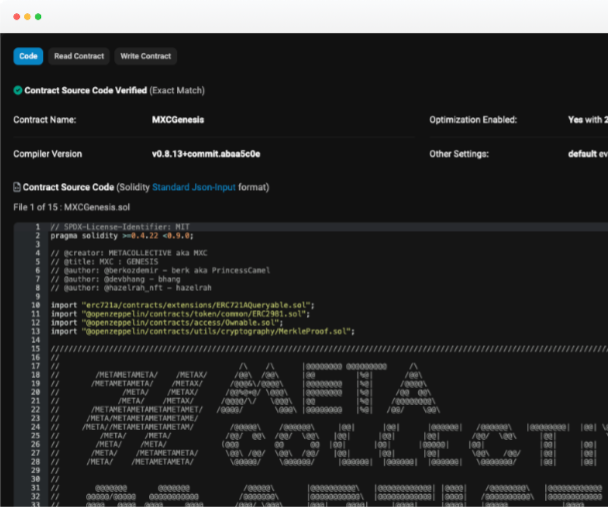 Code Read Contract Write Contract
Contract Source Code Verified (Exact Match)
Contract Name: MXCGenesis Optimization Enabled: Yes with 2
Compiler Version v0.8.13+commit.abaa5c0e Other Settings: default ev
Contract Source Code (Solidity Standard Json-Input format)
File 1 of 15 : MXCGenesis.sol
1 // SPDX-License-Identifier: MIT
2 pragma solidity >=0.4.22 <0.9.0;
3
4 // @creator: METACOLLECTIVE aka MXC
5 // @title: MXC : GENESIS
6 // @author: @berkozdemir - berk aka PrincessCamel
7 // @author: @devbhang - bhang
8 // @author: @hazelrah_nft - hazelrah
9
10 import "erc721a/contracts/extensions/ERC721AQueryable.sol";
11 import "@openzeppelin/contracts/token/common/ERC2981.sol";
12 import "@openzeppelin/contracts/access/Ownable.sol";
13 import "@openzeppelin/contracts/utils/cryptography/MerkleProof.sol";
14
15
16 //
17 //
18 // /METAMETAMETA/ /METAX/
19 // /METAMETAMETA/ /METAX/
20 // /META/ /METAX/
21 // /META/ /METAX/
22 // /METAMETAMETAMETAMETAMET/
23 // /META/METAMETAMETAMETAME/
24 // /META//METAMETAMETAMETAM/
25 // /META/ /META/
26 // /META/ /META/
27 // /META/ /METAMETAMETA/
28 // /META/ /METAMETAMETA/
29 //
30 //
31 //
32 //
33 //